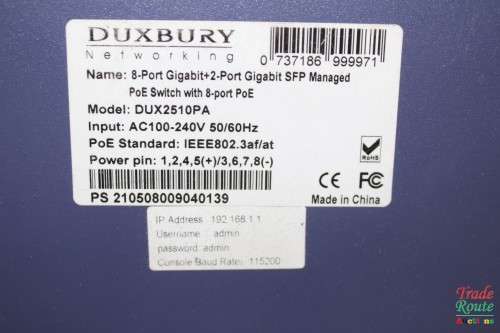 DUXBURY
Networking
0 737186 999971
Name: 8-Port Gigabit+2-Port Gigabit SFP Managed
PoE Switch with 8-port PoE
Model: DUX2510PA
Input: AC100-240V 50/60Hz
PoE Standard: IEEE802.3af/at
Power pin: 1,2,4,5(+)/3,6,7,8(-)
RoHS
CE FC
PS 210508009040139
Made in China
IP Address: 192.168.1.1
Username: admin
password: admin
Console Baud Rate: 115200
Trade
Route
Auctions